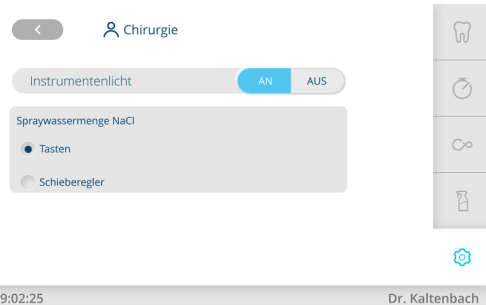 Chirurgie
Instrumentenlicht AN AUS
Spraywassermenge NaCl
Tasten
Schieberegler
9:02:25 Dr. Kaltenbach